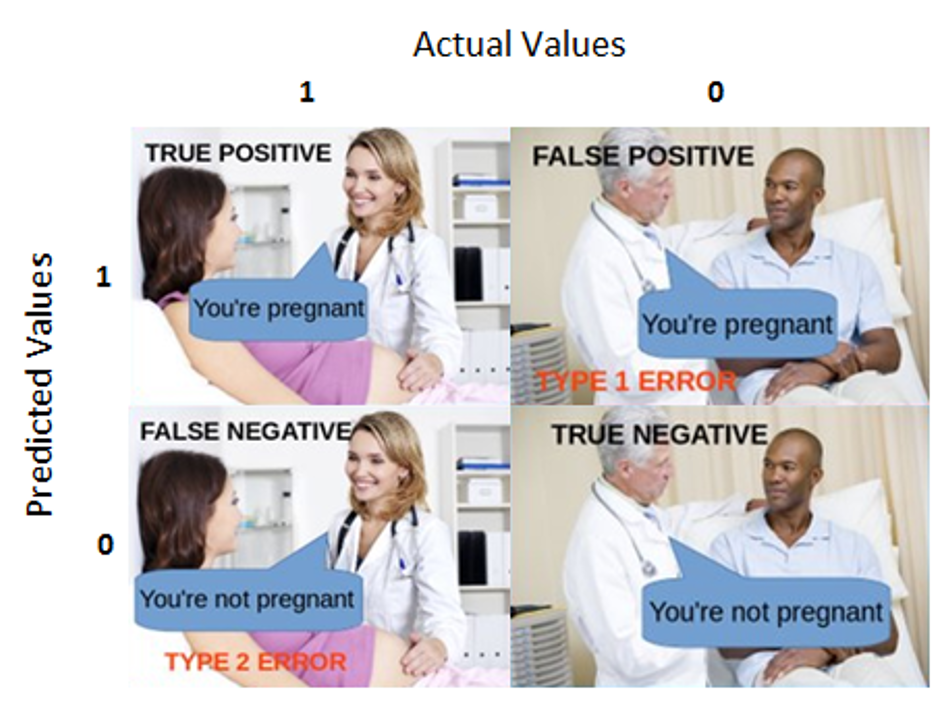 Actual Values
1
0
TRUE POSITIVE
FALSE POSITIVE
Predicted Values
1
You're pregnant
You're pregnant
TYPE 1 ERROR
FALSE NEGATIVE
TRUE NEGATIVE
0
You're not pregnant
You're not pregnant
TYPE 2 ERROR